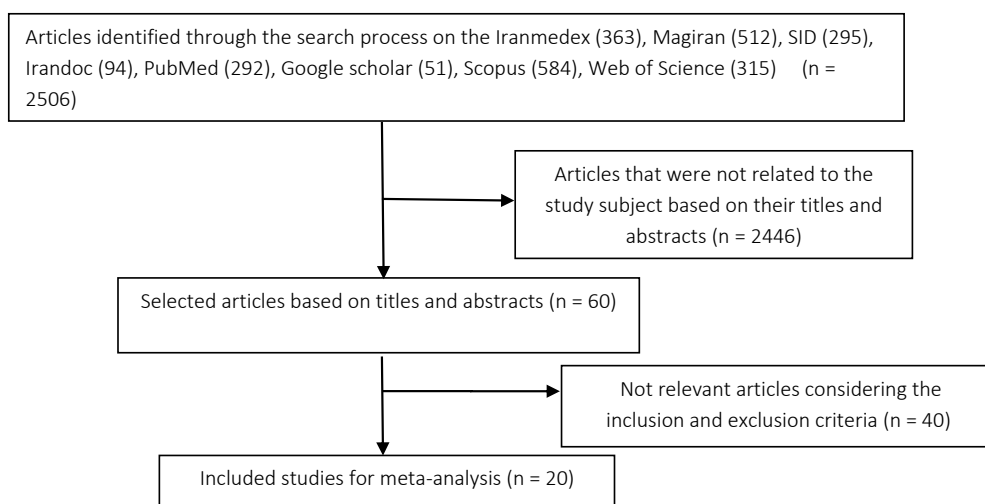 Articles identified through the search process on the Iranmedex (363), Magiran (512), SID (295),
Irandoc (94), PubMed (292), Google scholar (51), Scopus (584), Web of Science (315) (n =
2506)
Articles that were not related to the
study subject based on their titles and
abstracts (n = 2446)
Selected articles based on titles and abstracts (n = 60)
Not relevant articles considering the
inclusion and exclusion criteria (n = 40)
Included studies for meta-analysis (n = 20)